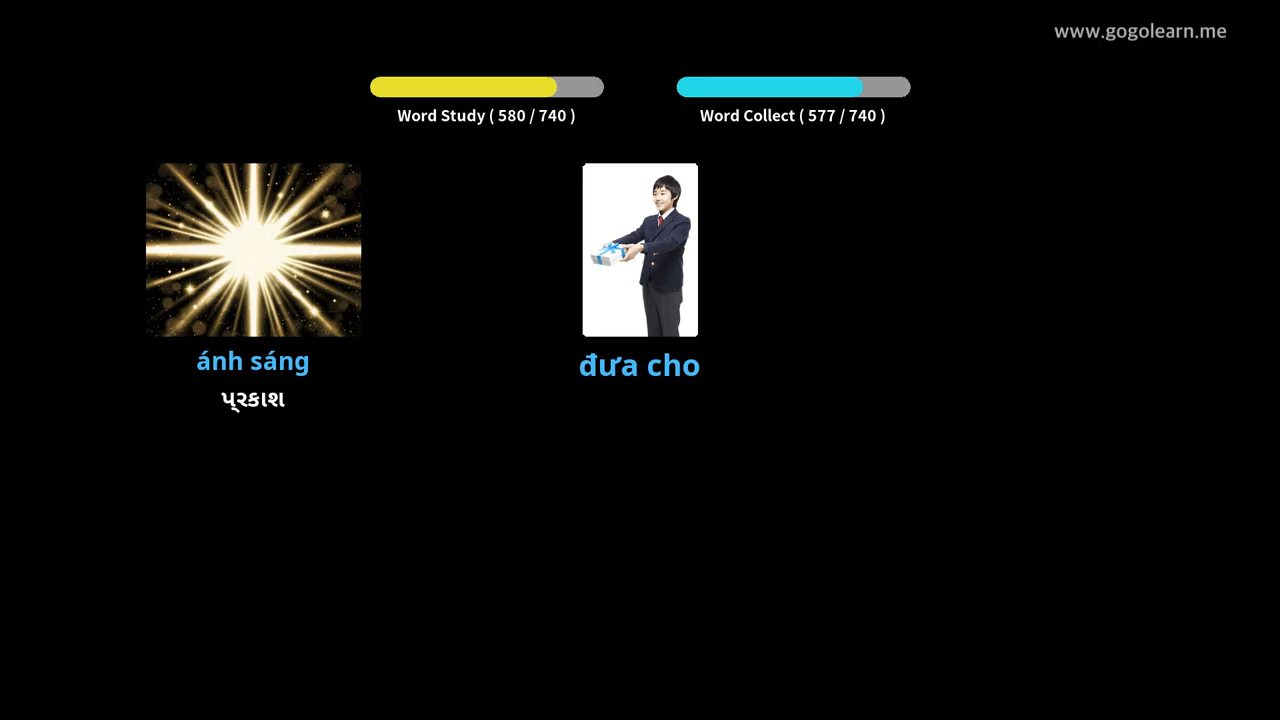 www.gogolearn.me
Word Study ( 580 / 740 )
Word Collect ( 577 / 740 )
ánh sáng
પ્રકાશ
đưa cho